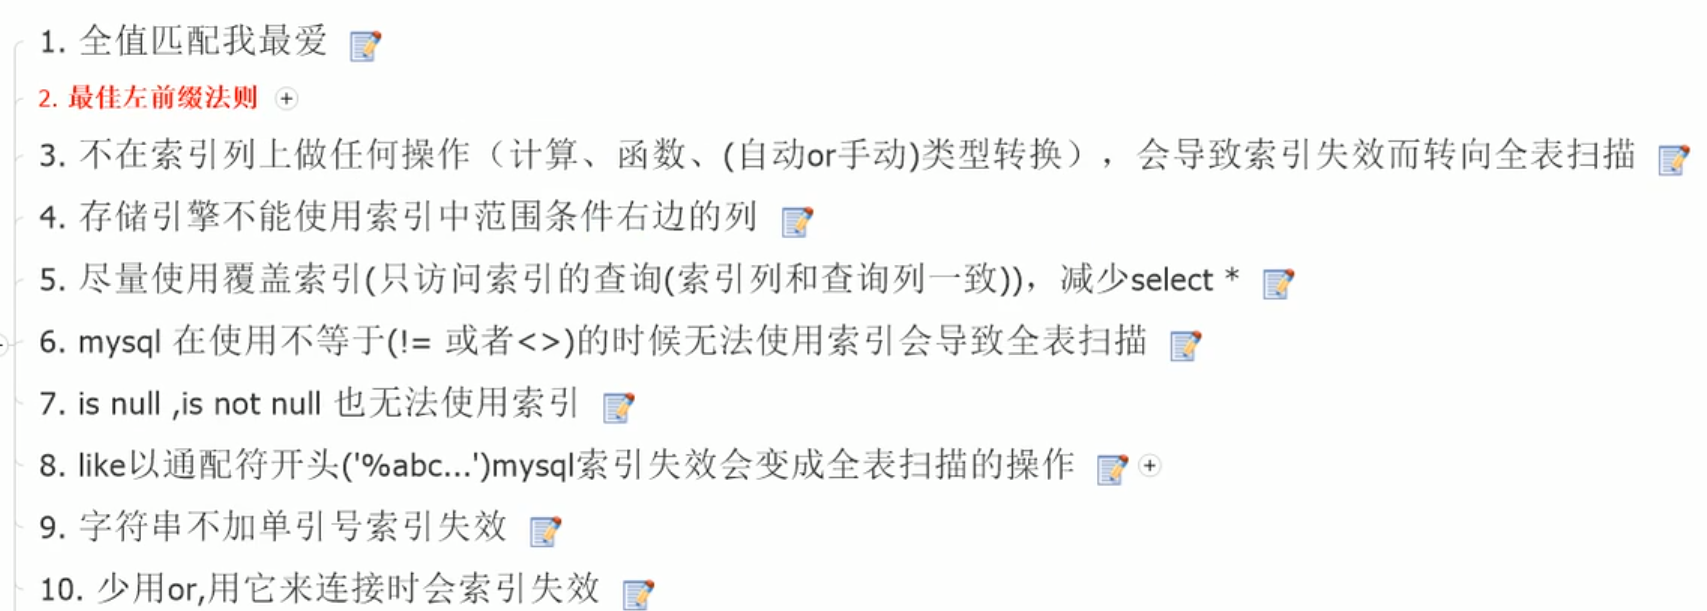 1. 全值匹配我最爱
2. 最佳左前缀法则
3. 不在索引列上做任何操作（计算、函数、(自动or手动)类型转换），会导致索引失效而转向全表扫描
4. 存储引擎不能使用索引中范围条件右边的列
5. 尽量使用覆盖索引(只访问索引的查询(索引列和查询列一致))，减少select *
6. mysql 在使用不等于(!= 或者<>)的时候无法使用索引会导致全表扫描
7. is null ,is not null 也无法使用索引
8. like以通配符开头('%abc...')mysql索引失效会变成全表扫描的操作
9. 字符串不加单引号索引失效
10. 少用or,用它来连接时会索引失效